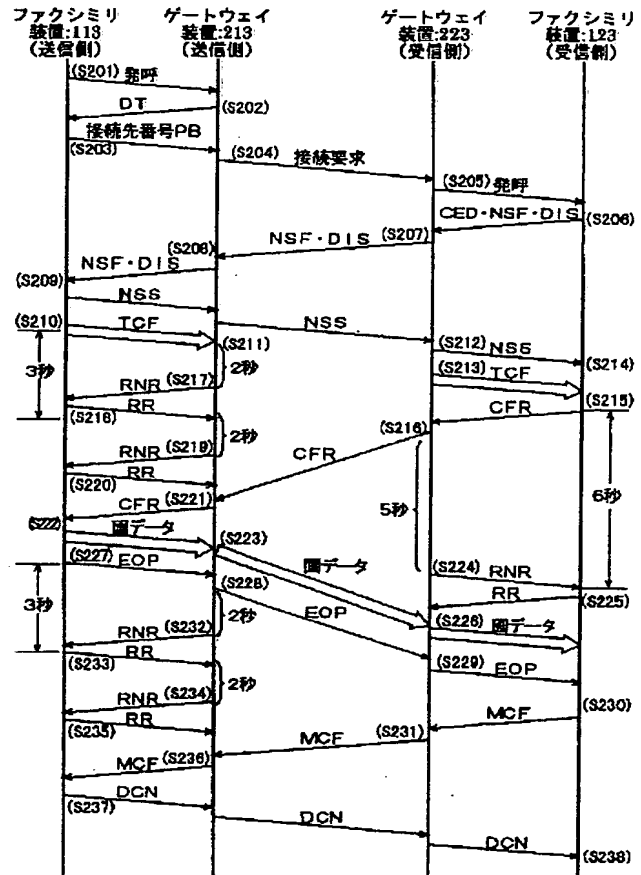 ファクシミリ
装置:113
(送信側)
ゲートウェイ
装置:213
(送信側)
ゲートウェイ
装置:223
(受信側)
ファクシミリ
装置:123
(受信側)
(S201) 発呼
DT
(S202)
接続先番号PB
(S203)
(S204) 接続要求
(S205) 発呼
CED・NSF・DIS
(S206)
NSF・DIS (S207)
(S208)
NSF・DIS
(S209)
NSS
(S210)
TCF
NSS
(S211)
(S212) NSS
(S213) TCF
(S214)
3秒
2秒
RNR (S217)
(S215)
CFR
RR
(S218)
(S216)
2秒
RNR (S219)
CFR
RR
(S220)
5秒
6秒
CFR (S221)
(S222)
画データ
(S223)
画データ
(S227) EOP
(S224) RNR
(S228)
RR
(S225)
3秒
2秒
EOP
(S226) 画データ
RNR (S232)
RR
(S233)
(S229) EOP
2秒
RNR (S234)
MCF
(S230)
RR
(S235)
MCF (S231)
MCF (S236)
DCN
(S237)
DCN
DCN
(S238)